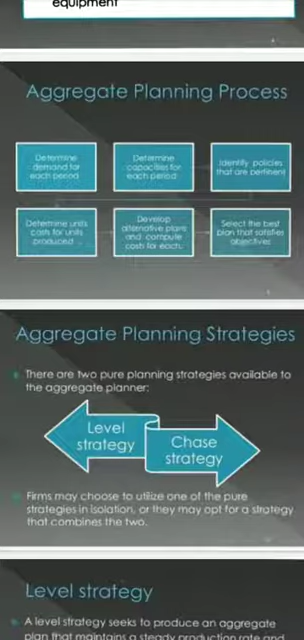 equipment
Aggregate Planning Process
Determine
demand for
each period
Determine
capacities for
each period
Identify policies
that are pertinent
Determine units
costs for units
produced
Develop
alternative plans
and compute
costs for each
Select the best
plan that satisfies
objectives
Aggregate Planning Strategies
There are two pure planning strategies available to
the aggregate planner:
Level
strategy
Chase
strategy
Firms may choose to utilize one of the pure
strategies in isolation, or they may opt for a strategy
that combines the two.
Level strategy
A level strategy seeks to produce an aggregate
plan that maintains a steady production rate and